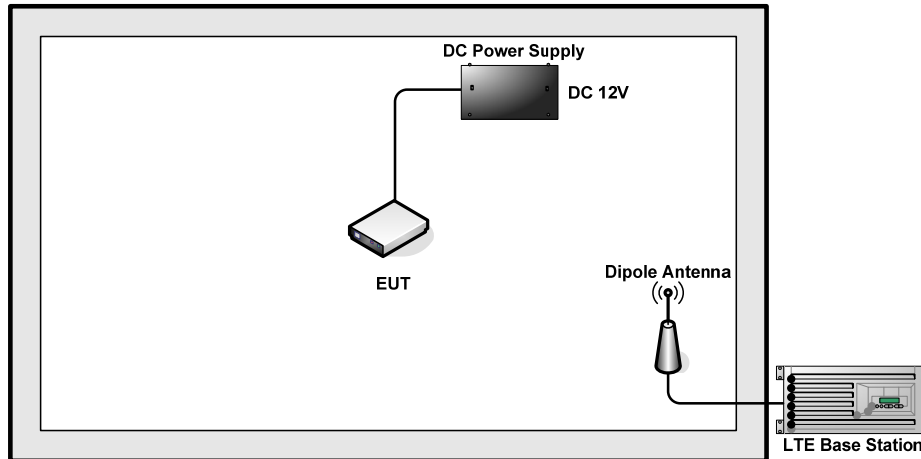 DC Power Supply
DC 12V
EUT
Dipole Antenna
LTE Base Station